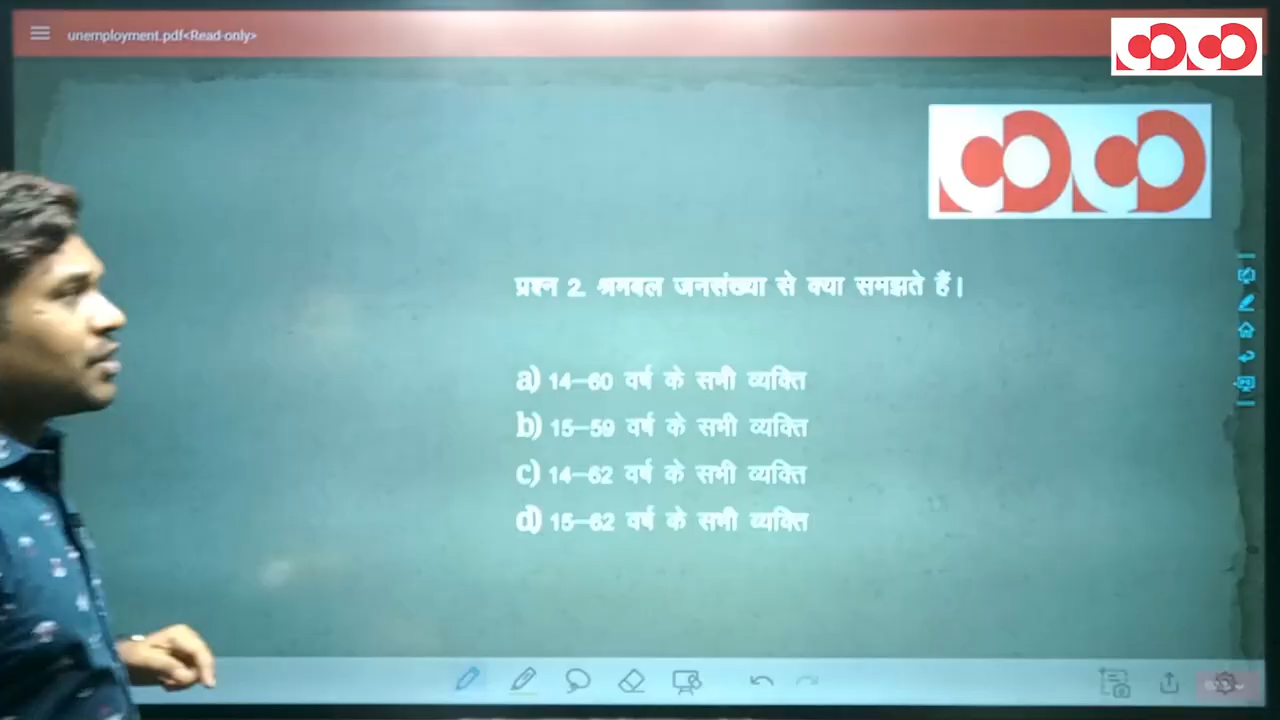 unemployment.pdf<Read-only>
प्रश्न 2. श्रमबल जनसंख्या से क्या समझते हैं।
a) 14–60 वर्ष के सभी व्यक्ति
b) 15–59 वर्ष के सभी व्यक्ति
c) 14–62 वर्ष के सभी व्यक्ति
d) 15–62 वर्ष के सभी व्यक्ति